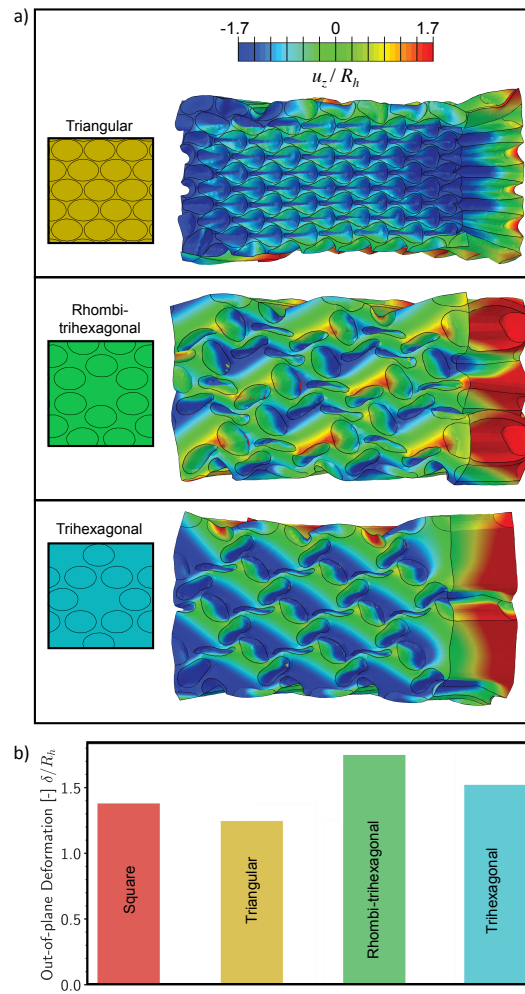 a)
-1.7 0 1.7
u_z / R_h
Triangular
Rhombi-
trihexagonal
Trihexagonal
b)
Out-of-plane Deformation [-] δ/R_h
1.5
1.0
0.5
0.0
Square
Triangular
Rhombi-trihexagonal
Trihexagonal